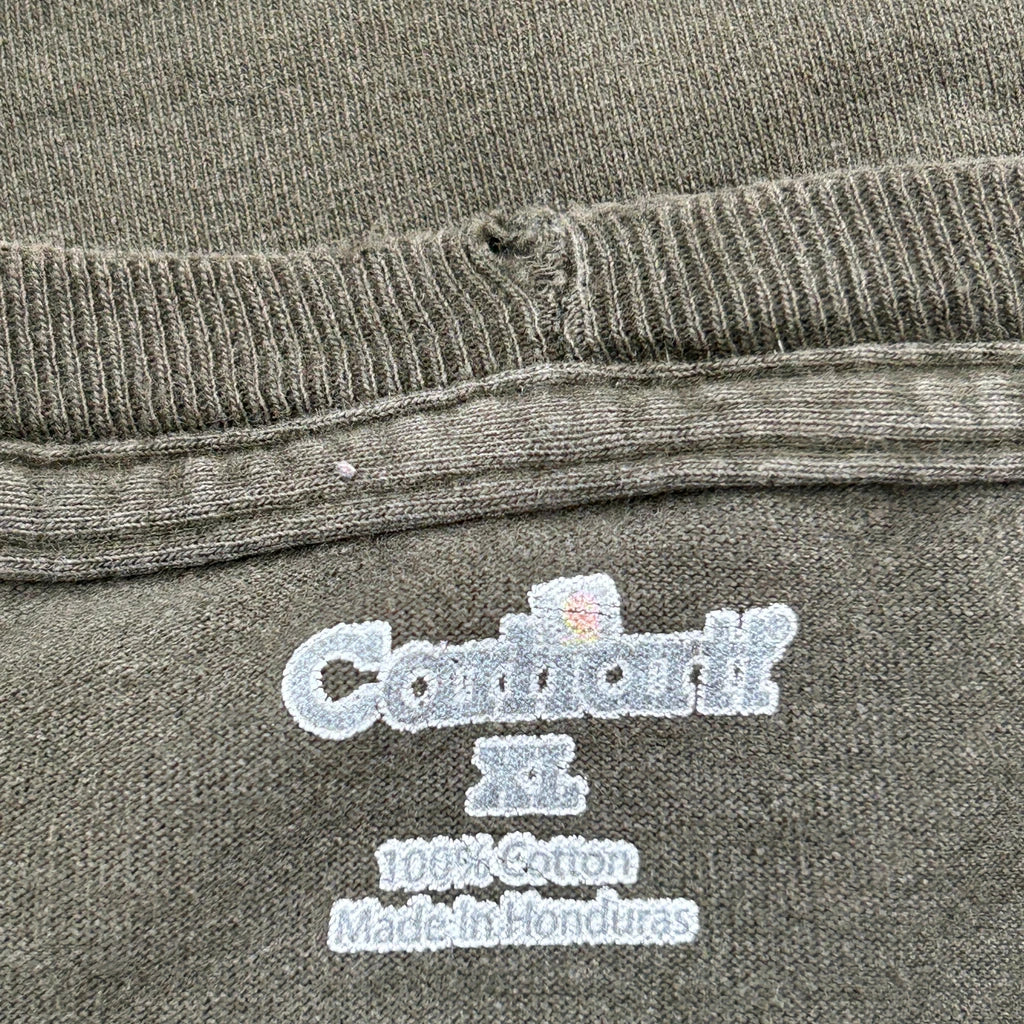 Carhartt
XL
100% Cotton
Made In Honduras